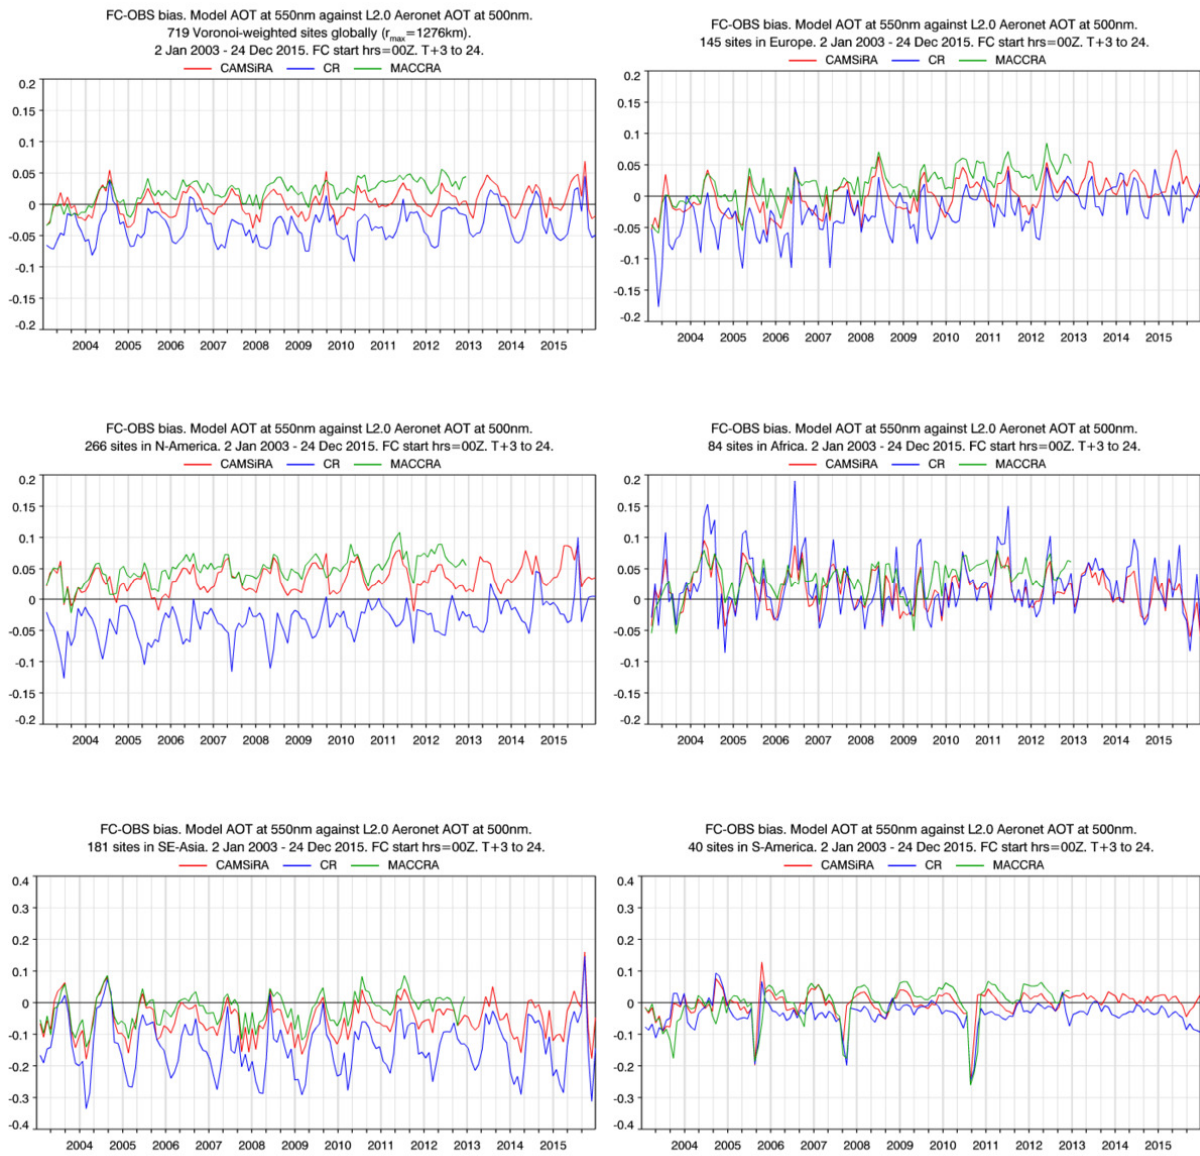 FC-OBS bias. Model AOT at 550nm against L2.0 Aeronet AOT at 500nm.
719 Voronoi-weighted sites globally (rmax=1276km).
2 Jan 2003 - 24 Dec 2015. FC start hrs=00Z. T+3 to 24.
CAMSiRA CR MACCRA
0.2
0.15
0.1
0.05
0
-0.05
-0.1
-0.15
-0.2
2004 2005 2006 2007 2008 2009 2010 2011 2012 2013 2014 2015
FC-OBS bias. Model AOT at 550nm against L2.0 Aeronet AOT at 500nm.
145 sites in Europe. 2 Jan 2003 - 24 Dec 2015. FC start hrs=00Z. T+3 to 24.
CAMSiRA CR MACCRA
0.2
0.15
0.1
0.05
0
-0.05
-0.1
-0.15
-0.2
2004 2005 2006 2007 2008 2009 2010 2011 2012 2013 2014 2015
FC-OBS bias. Model AOT at 550nm against L2.0 Aeronet AOT at 500nm.
266 sites in N-America. 2 Jan 2003 - 24 Dec 2015. FC start hrs=00Z. T+3 to 24.
CAMSiRA CR MACCRA
0.2
0.15
0.1
0.05
0
-0.05
-0.1
-0.15
-0.2
2004 2005 2006 2007 2008 2009 2010 2011 2012 2013 2014 2015
FC-OBS bias. Model AOT at 550nm against L2.0 Aeronet AOT at 500nm.
84 sites in Africa. 2 Jan 2003 - 24 Dec 2015. FC start hrs=00Z. T+3 to 24.
CAMSiRA CR MACCRA
0.2
0.15
0.1
0.05
0
-0.05
-0.1
-0.15
-0.2
2004 2005 2006 2007 2008 2009 2010 2011 2012 2013 2014 2015
FC-OBS bias. Model AOT at 550nm against L2.0 Aeronet AOT at 500nm.
181 sites in SE-Asia. 2 Jan 2003 - 24 Dec 2015. FC start hrs=00Z. T+3 to 24.
CAMSiRA CR MACCRA
0.4
0.3
0.2
0.1
0
-0.1
-0.2
-0.3
-0.4
2004 2005 2006 2007 2008 2009 2010 2011 2012 2013 2014 2015
FC-OBS bias. Model AOT at 550nm against L2.0 Aeronet AOT at 500nm.
40 sites in S-America. 2 Jan 2003 - 24 Dec 2015. FC start hrs=00Z. T+3 to 24.
CAMSiRA CR MACCRA
0.4
0.3
0.2
0.1
0
-0.1
-0.2
-0.3
-0.4
2004 2005 2006 2007 2008 2009 2010 2011 2012 2013 2014 2015